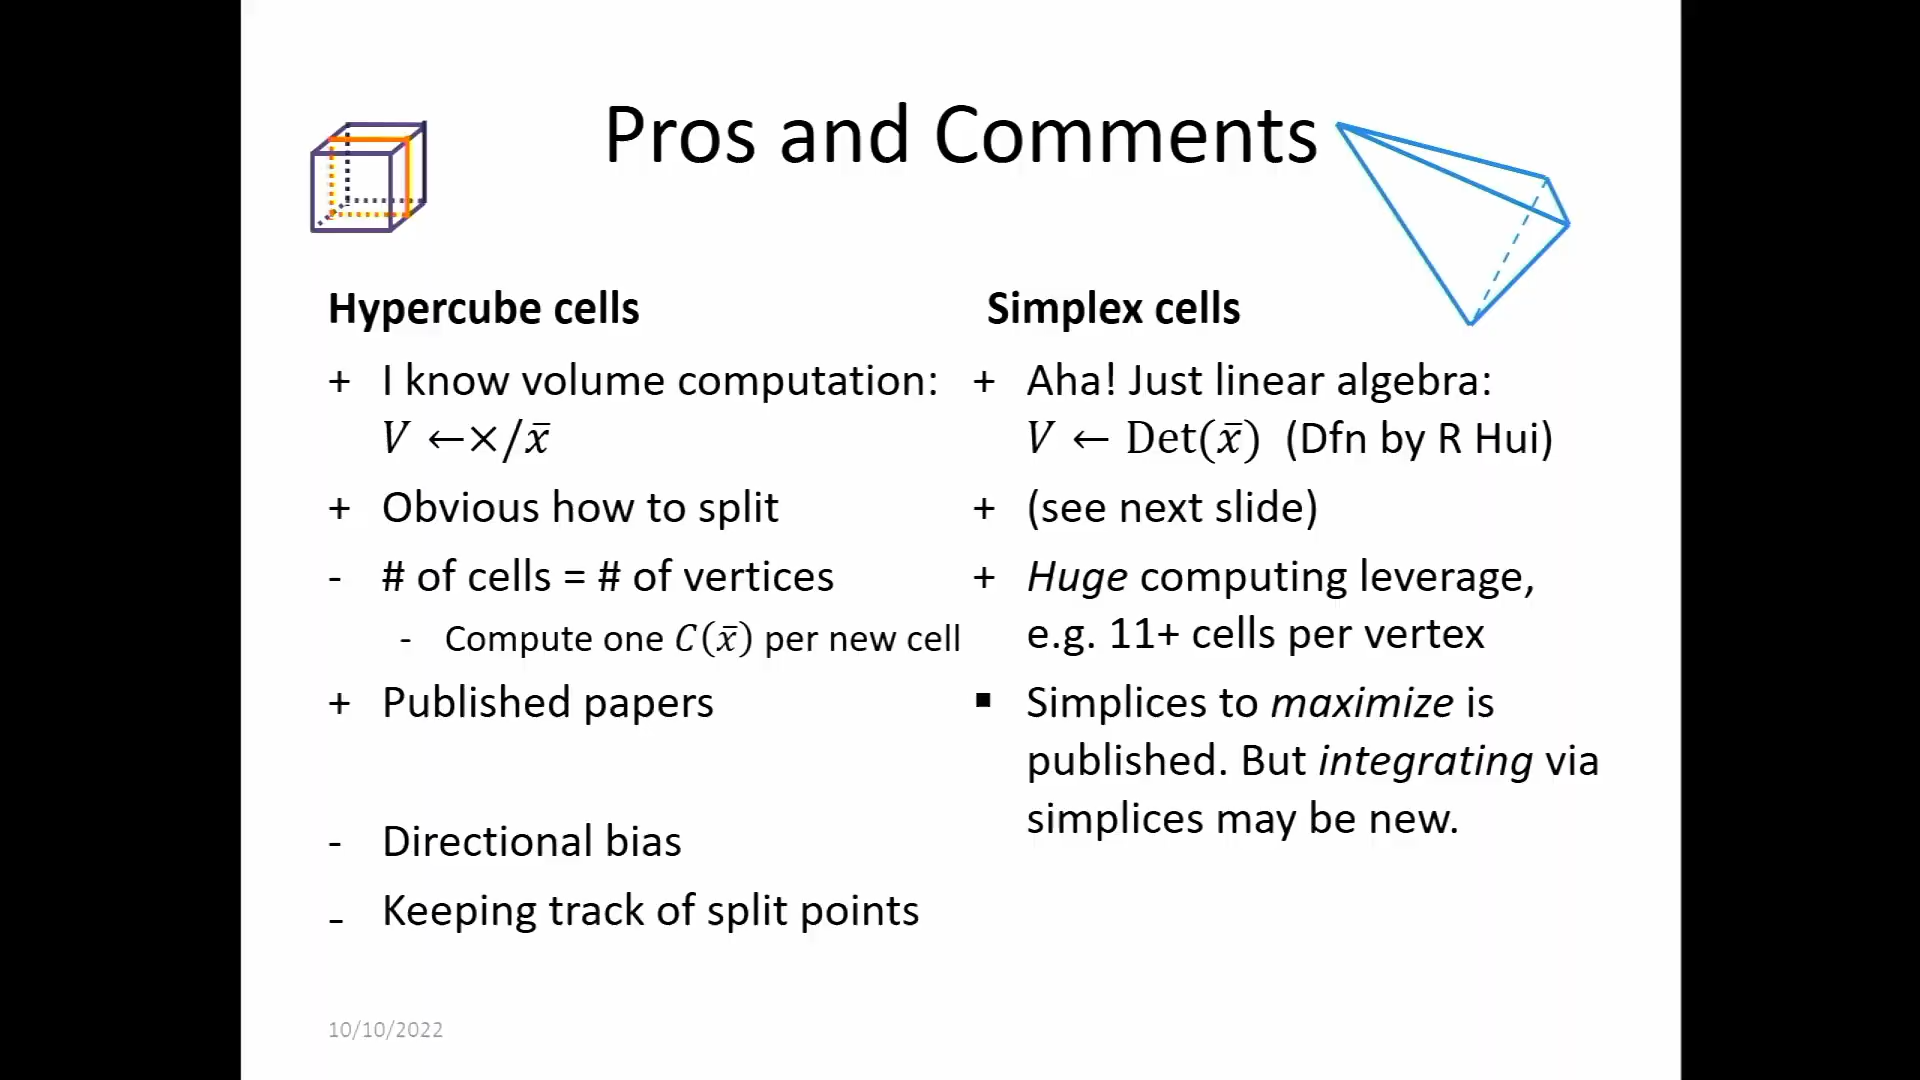 Pros and Comments
Hypercube cells
+ I know volume computation:
V ←×/x̄
+ Obvious how to split
- # of cells = # of vertices
- Compute one C(x̄) per new cell
+ Published papers
- Directional bias
- Keeping track of split points
Simplex cells
+ Aha! Just linear algebra:
V ← Det(x̄) (Dfn by R Hui)
+ (see next slide)
+ Huge computing leverage,
e.g. 11+ cells per vertex
▪ Simplices to maximize is
published. But integrating via
simplices may be new.
10/10/2022